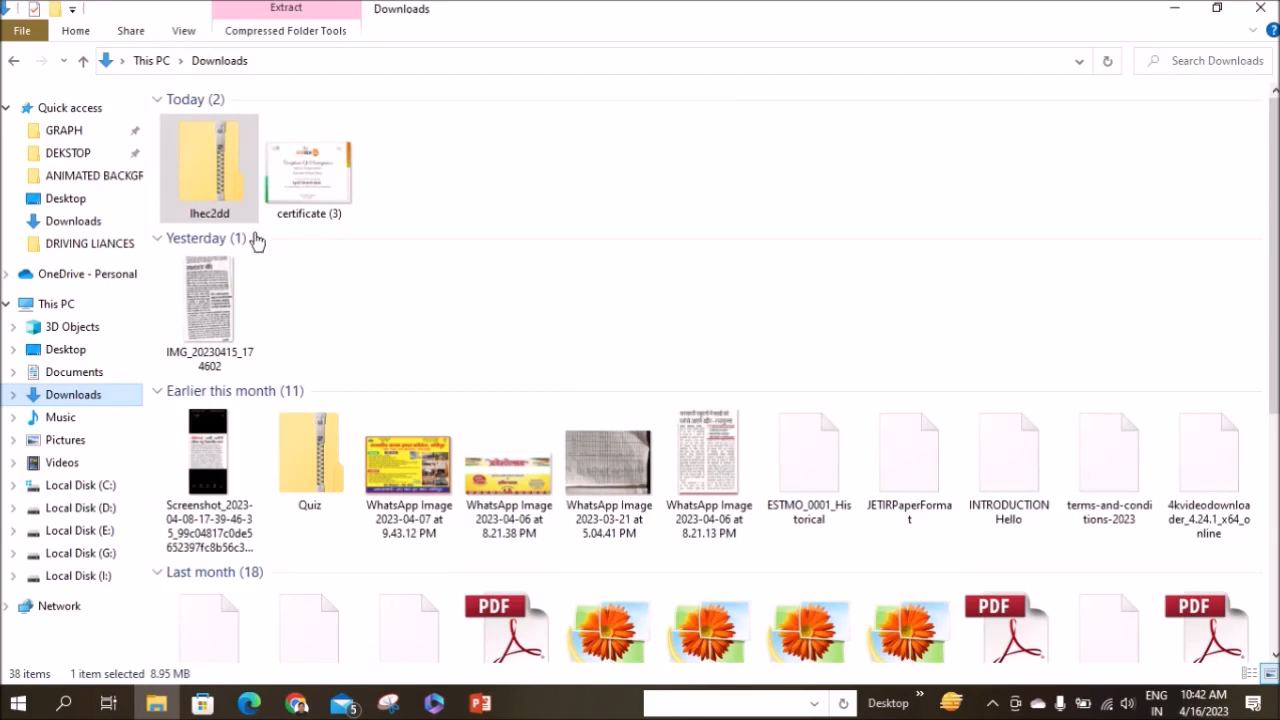 Extract
Downloads
File
Home
Share
View
Compressed Folder Tools
This PC
Downloads
Search Downloads
Quick access
GRAPH
DEKSTOP
ANIMATED BACKGF
Desktop
Downloads
DRIVING LIANCES
OneDrive - Personal
This PC
3D Objects
Desktop
Documents
Downloads
Music
Pictures
Videos
Local Disk (C:)
Local Disk (D:)
Local Disk (E:)
Local Disk (G:)
Local Disk (I:)
Network
Today (2)
lhec2dd
certificate (3)
Yesterday (1)
IMG_20230415_17
4602
Earlier this month (11)
Screenshot_2023-
04-08-17-39-46-3
5_99c04817c0de5
652397fc8b56c3...
Quiz
WhatsApp Image
2023-04-07 at
9.43.12 PM
WhatsApp Image
2023-04-06 at
8.21.38 PM
WhatsApp Image
2023-03-21 at
5.04.41 PM
WhatsApp Image
2023-04-06 at
8.21.13 PM
ESTMO_0001_His
torical
JETIRPaperForma
t
INTRODUCTION
Hello
terms-and-condi
tions-2023
4kvideodownloa
der_4.24.1_x64_o
nline
Last month (18)
PDF
PDF
PDF
38 items
1 item selected 8.95 MB
5
Desktop
ENG
IN
10:42 AM
4/16/2023